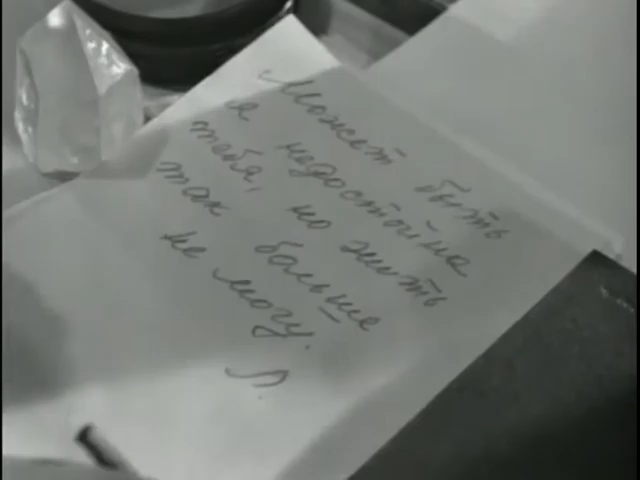 Может быть
я недостойна
тебя, но жить
так больше
не могу.
Л.